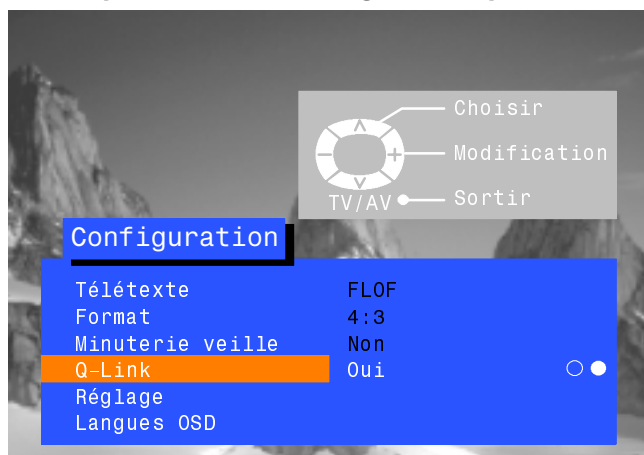 Choisir
Modification
TV/AV Sortir
Configuration
Télétexte FLOF
Format 4:3
Minuterie veille Non
Q-Link Oui
Réglage
Langues OSD